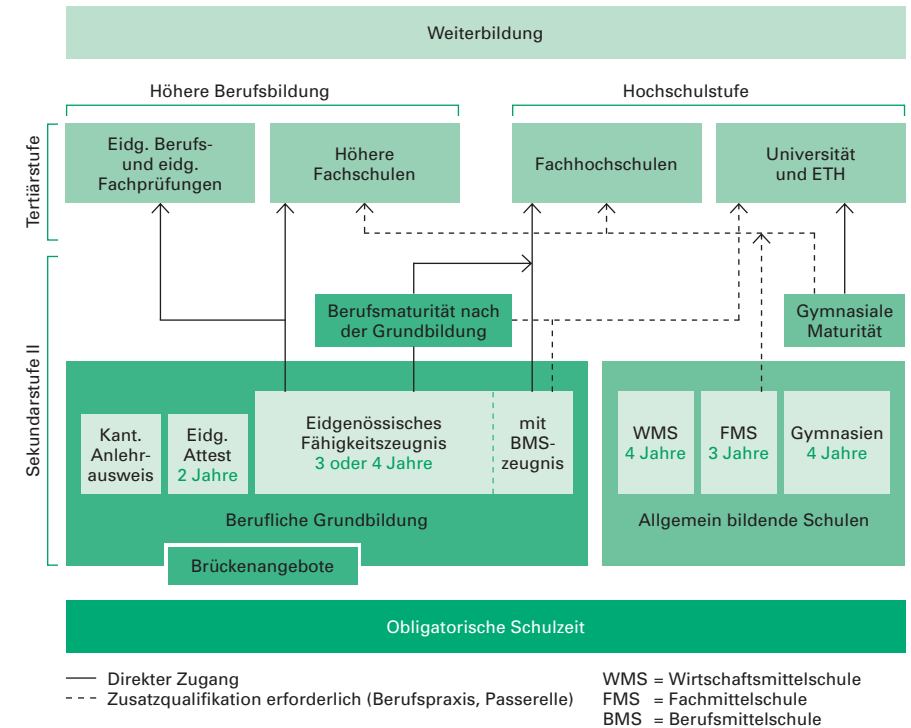 Weiterbildung
Höhere Berufsbildung
Hochschulstufe
Tertiärstufe
Eidg. Berufs-
und eidg.
Fachprüfungen
Höhere
Fachschulen
Fachhochschulen
Universität
und ETH
Sekundarstufe II
Berufsmaturität nach
der Grundbildung
Gymnasiale
Maturität
Kant.
Anlehr-
ausweis
Eidg.
Attest
2 Jahre
Eidgenössisches
Fähigkeitszeugnis
3 oder 4 Jahre
mit
BMS-
zeugnis
WMS
4 Jahre
FMS
3 Jahre
Gymnasien
4 Jahre
Berufliche Grundbildung
Allgemein bildende Schulen
Brückenangebote
Obligatorische Schulzeit
Direkter Zugang
Zusatzqualifikation erforderlich (Berufspraxis, Passerelle)
WMS = Wirtschaftsmittelschule
FMS = Fachmittelschule
BMS = Berufsmittelschule